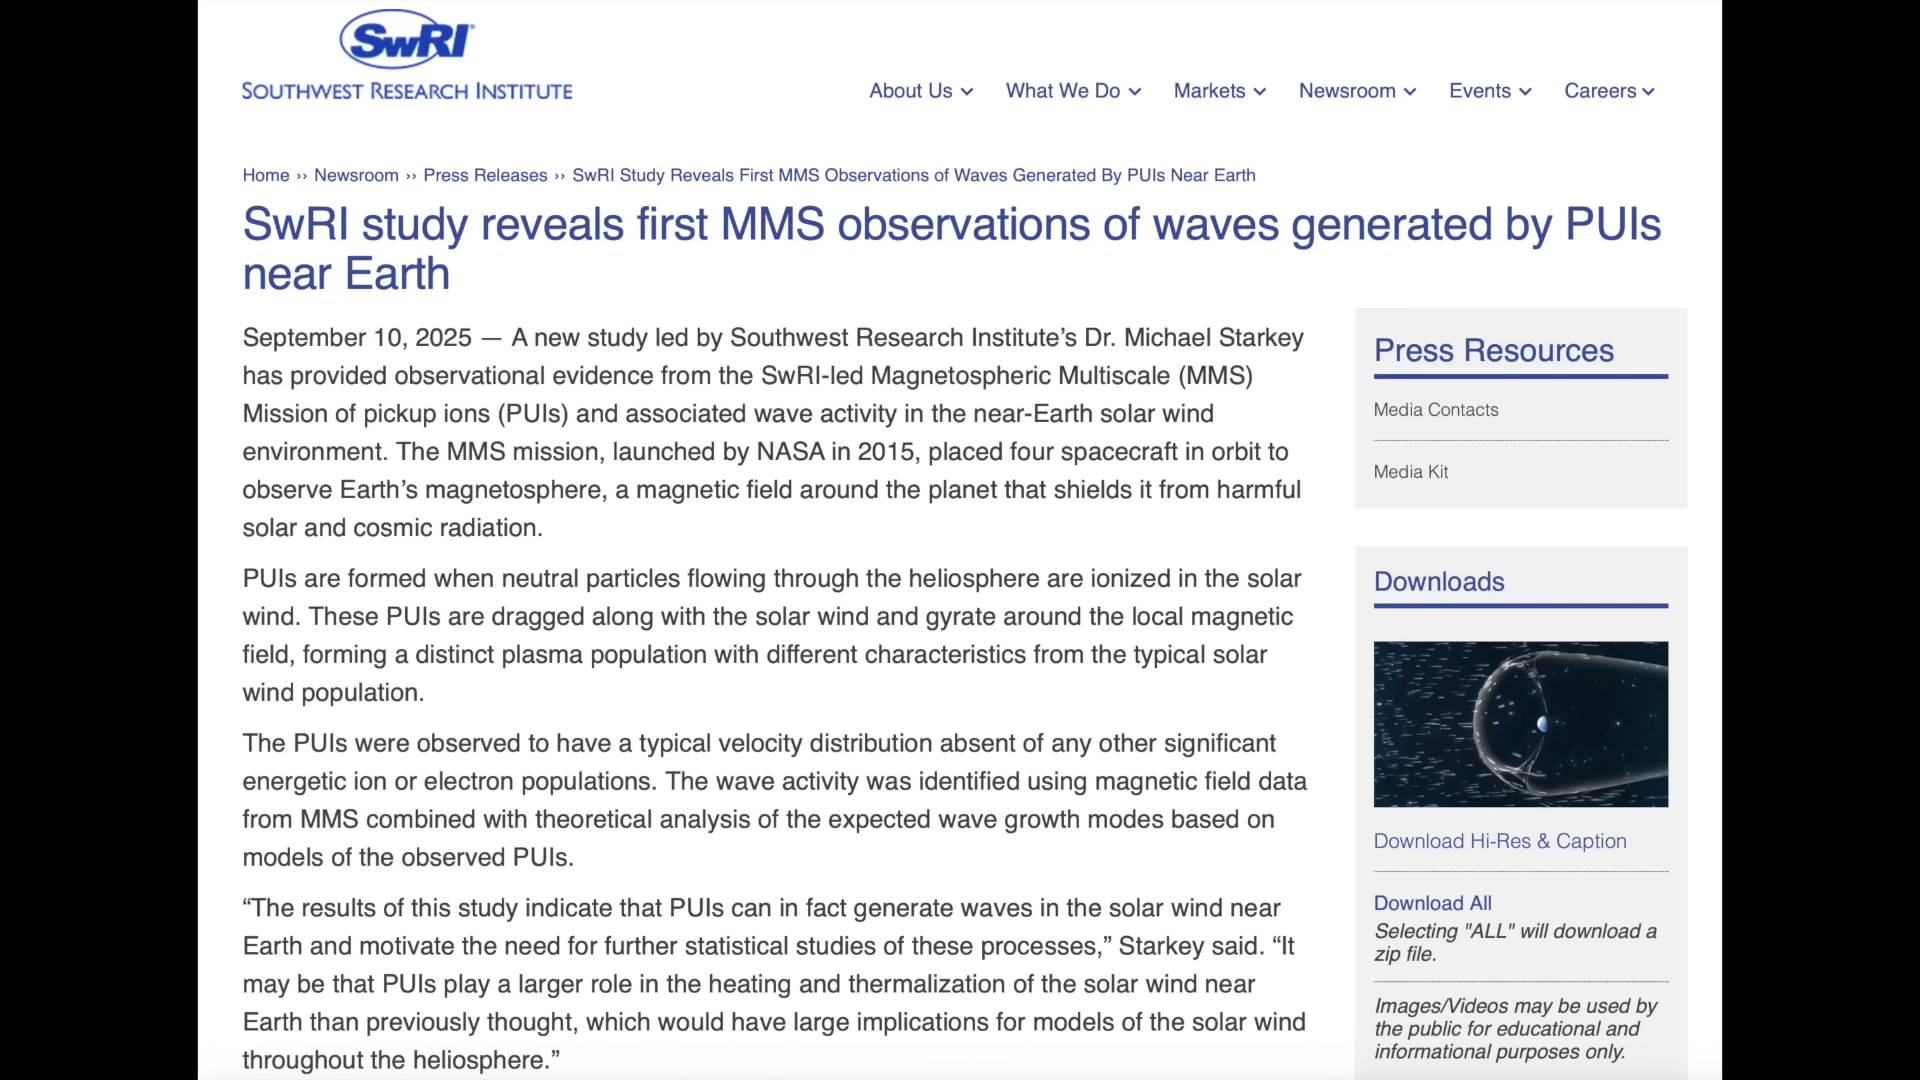 SwRI
SOUTHWEST RESEARCH INSTITUTE
About Us
What We Do
Markets
Newsroom
Events
Careers
Home ›› Newsroom ›› Press Releases ›› SwRI Study Reveals First MMS Observations of Waves Generated By PUIs Near Earth
SwRI study reveals first MMS observations of waves generated by PUIs
near Earth
September 10, 2025 — A new study led by Southwest Research Institute’s Dr. Michael Starkey
has provided observational evidence from the SwRI-led Magnetospheric Multiscale (MMS)
Mission of pickup ions (PUIs) and associated wave activity in the near-Earth solar wind
environment. The MMS mission, launched by NASA in 2015, placed four spacecraft in orbit to
observe Earth’s magnetosphere, a magnetic field around the planet that shields it from harmful
solar and cosmic radiation.
PUIs are formed when neutral particles flowing through the heliosphere are ionized in the solar
wind. These PUIs are dragged along with the solar wind and gyrate around the local magnetic
field, forming a distinct plasma population with different characteristics from the typical solar
wind population.
The PUIs were observed to have a typical velocity distribution absent of any other significant
energetic ion or electron populations. The wave activity was identified using magnetic field data
from MMS combined with theoretical analysis of the expected wave growth modes based on
models of the observed PUIs.
“The results of this study indicate that PUIs can in fact generate waves in the solar wind near
Earth and motivate the need for further statistical studies of these processes,” Starkey said. “It
may be that PUIs play a larger role in the heating and thermalization of the solar wind near
Earth than previously thought, which would have large implications for models of the solar wind
throughout the heliosphere.”
Press Resources
Media Contacts
Media Kit
Downloads
Download Hi-Res & Caption
Download All
Selecting "ALL" will download a
zip file.
Images/Videos may be used by
the public for educational and
informational purposes only.